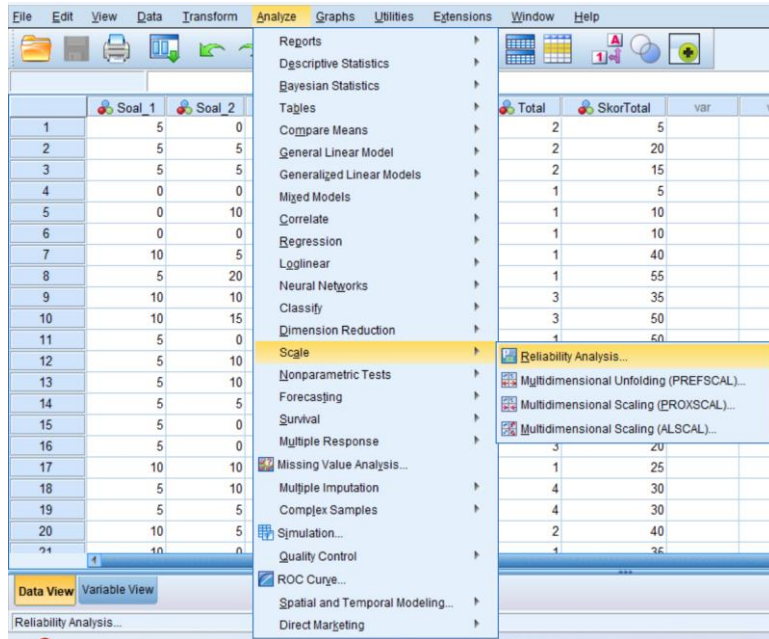 File Edit View Data Transform Analyze Graphs Utilities Extensions Window Help
Reports
Descriptive Statistics
Bayesian Statistics
Tables
Compare Means
General Linear Model
Generalized Linear Models
Mixed Models
Correlate
Regression
Loglinear
Neural Networks
Classify
Dimension Reduction
Scale
Nonparametric Tests
Forecasting
Survival
Multiple Response
Missing Value Analysis...
Multiple Imputation
Complex Samples
Simulation...
Quality Control
ROC Curve...
Spatial and Temporal Modeling...
Direct Marketing
Reliability Analysis...
Multidimensional Unfolding (PREFSCAL)...
Multidimensional Scaling (PROXSCAL)...
Multidimensional Scaling (ALSCAL)...
Soal_1 Soal_2 Total SkorTotal var
1 5 0 2 5
2 5 5 2 20
3 5 5 2 15
4 0 0 1 5
5 0 10 1 10
6 0 0 1 10
7 10 5 1 40
8 5 20 1 55
9 10 10 3 35
10 10 15 3 50
11 5 0 1 50
12 5 10
13 5 10
14 5 5
15 5 0
16 5 0 3 20
17 10 10 1 25
18 5 10 4 30
19 5 5 4 30
20 10 5 2 40
21 10 0 1
Data View Variable View
Reliability Analysis...